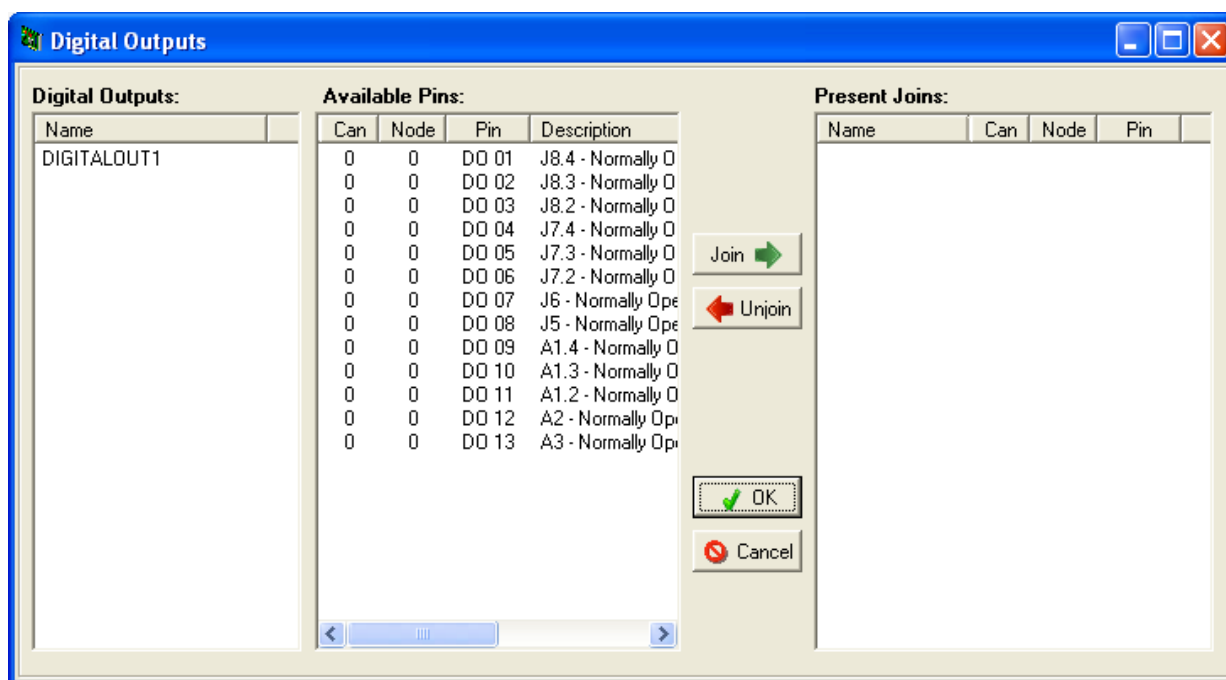 Digital Outputs
Digital Outputs: Available Pins: Present Joins:
Name Can Node Pin Description Name Can Node Pin
DIGITALOUT1 0 0 DO 01 J8.4 - Normally O
0 0 DO 02 J8.3 - Normally O
0 0 DO 03 J8.2 - Normally O
0 0 DO 04 J7.4 - Normally O
0 0 DO 05 J7.3 - Normally O
0 0 DO 06 J7.2 - Normally O
0 0 DO 07 J6 - Normally Ope
0 0 DO 08 J5 - Normally Ope
0 0 DO 09 A1.4 - Normally O
0 0 DO 10 A1.3 - Normally O
0 0 DO 11 A1.2 - Normally O
0 0 DO 12 A2 - Normally Op
0 0 DO 13 A3 - Normally Op
Join
Unjoin
OK
Cancel